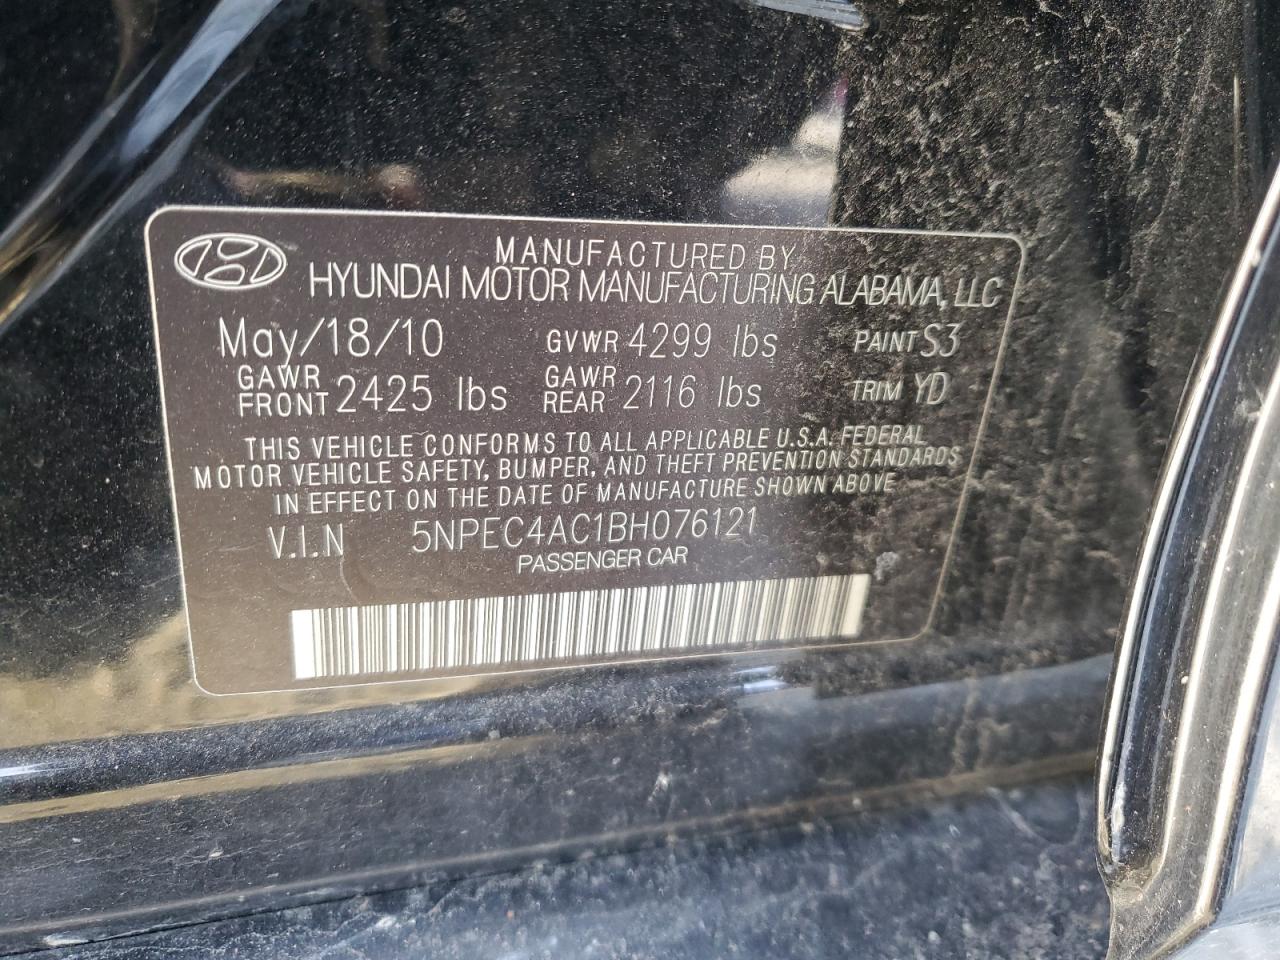 MANUFACTURED BY
HYUNDAI MOTOR MANUFACTURING ALABAMA, LLC
May/18/10 GVWR 4299 lbs PAINT S3
GAWR FRONT 2425 lbs GAWR REAR 2116 lbs TRIM YD
THIS VEHICLE CONFORMS TO ALL APPLICABLE U.S.A. FEDERAL
MOTOR VEHICLE SAFETY, BUMPER, AND THEFT PREVENTION STANDARDS
IN EFFECT ON THE DATE OF MANUFACTURE SHOWN ABOVE
V.I.N 5NPEC4AC1BH076121
PASSENGER CAR